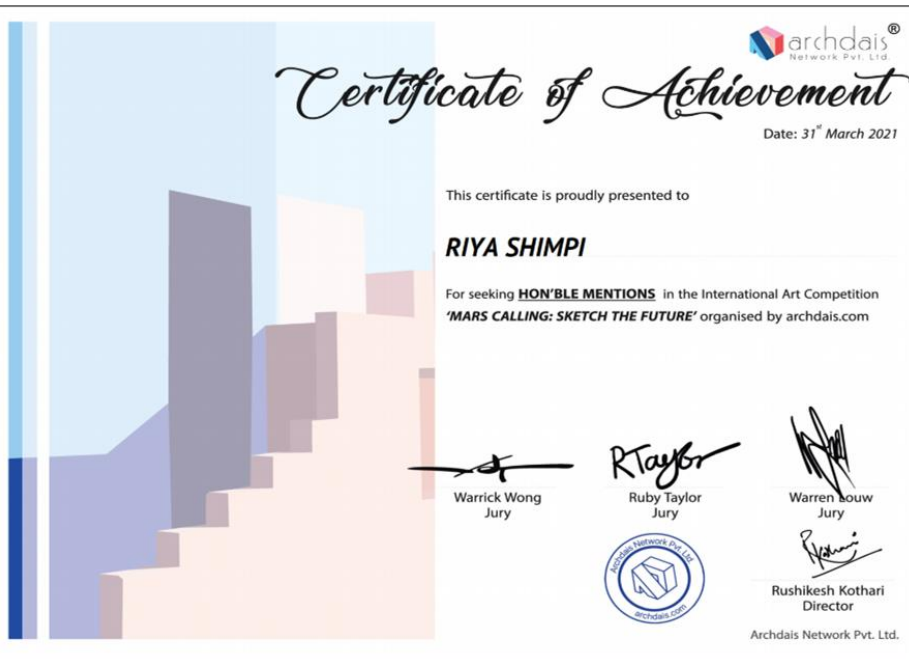 archdais®
Network Pvt. Ltd.
Certificate of Achievement
Date: 31st March 2021
This certificate is proudly presented to
RIYA SHIMPI
For seeking HON'BLE MENTIONS in the International Art Competition
'MARS CALLING: SKETCH THE FUTURE' organised by archdais.com
RTaylor
Warrick Wong
Jury
Ruby Taylor
Jury
Warren Louw
Jury
Archdais Network Pvt. Ltd.
archdais.com
RKothari
Rushikesh Kothari
Director
Archdais Network Pvt. Ltd.